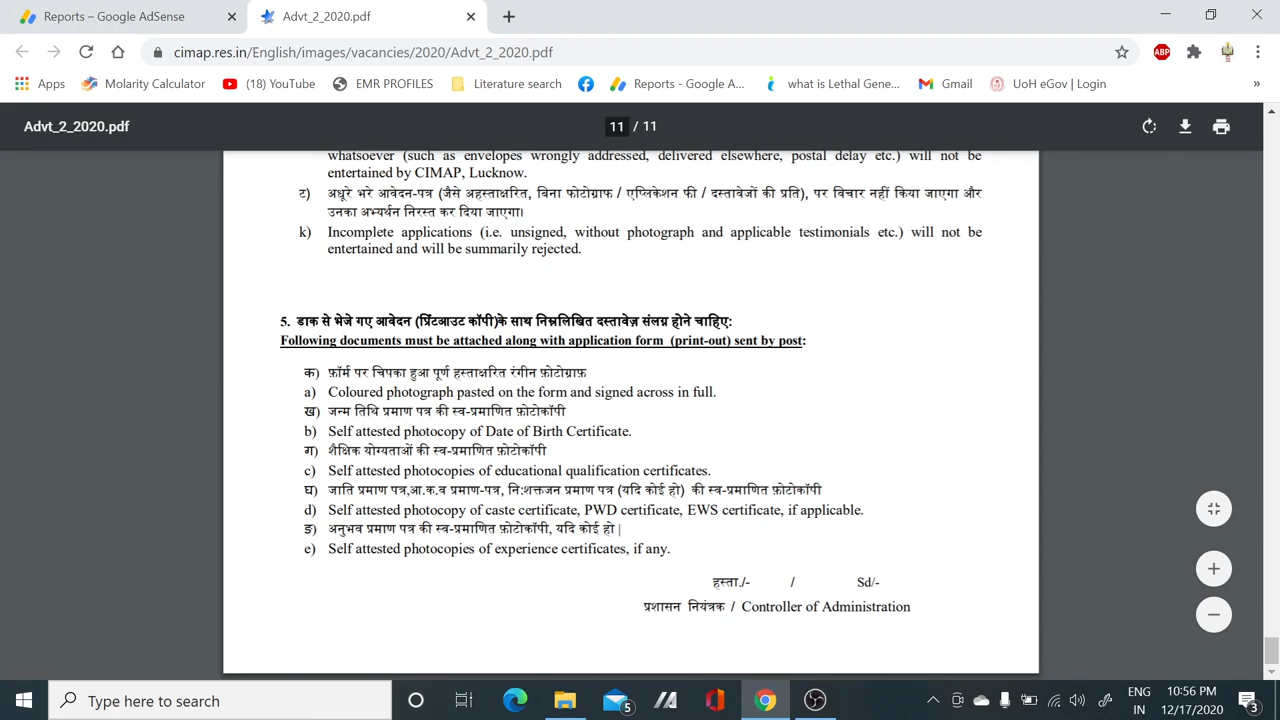 Reports – Google AdSense
Advt_2_2020.pdf
cimap.res.in/English/images/vacancies/2020/Advt_2_2020.pdf
ABP
Apps
Molarity Calculator
(18) YouTube
EMR PROFILES
Literature search
Reports - Google A...
what is Lethal Gene...
Gmail
UoH eGov | Login
»
Advt_2_2020.pdf
11 / 11
whatsoever (such as envelopes wrongly addressed, delivered elsewhere, postal delay etc.) will not be
entertained by CIMAP, Lucknow.
ट) अधूरे भरे आवेदन-पत्र (जैसे अहस्ताक्षरित, बिना फोटोग्राफ / एप्लिकेशन फी / दस्तावेजों की प्रति), पर विचार नहीं किया जाएगा और
उनका अभ्यर्थन निरस्त कर दिया जाएगा।
k) Incomplete applications (i.e. unsigned, without photograph and applicable testimonials etc.) will not be
entertained and will be summarily rejected.
5. डाक से भेजे गए आवेदन (प्रिंटआउट कॉपी)के साथ निम्नलिखित दस्तावेज़ संलग्न होने चाहिए:
Following documents must be attached along with application form (print-out) sent by post:
क) फ़ॉर्म पर चिपका हुआ पूर्ण हस्ताक्षरित रंगीन फ़ोटोग्राफ़
a) Coloured photograph pasted on the form and signed across in full.
ख) जन्म तिथि प्रमाण पत्र की स्व-प्रमाणित फ़ोटोकॉपी
b) Self attested photocopy of Date of Birth Certificate.
ग) शैक्षिक योग्यताओं की स्व-प्रमाणित फ़ोटोकॉपी
c) Self attested photocopies of educational qualification certificates.
घ) जाति प्रमाण पत्र,आ.क.व प्रमाण-पत्र, नि:शक्तजन प्रमाण पत्र (यदि कोई हो) की स्व-प्रमाणित फ़ोटोकॉपी
d) Self attested photocopy of caste certificate, PWD certificate, EWS certificate, if applicable.
ङ) अनुभव प्रमाण पत्र की स्व-प्रमाणित फ़ोटोकॉपी, यदि कोई हो |
e) Self attested photocopies of experience certificates, if any.
हस्ता./- / Sd/-
प्रशासन नियंत्रक / Controller of Administration
Type here to search
5
ENG
IN
10:56 PM
12/17/2020
3